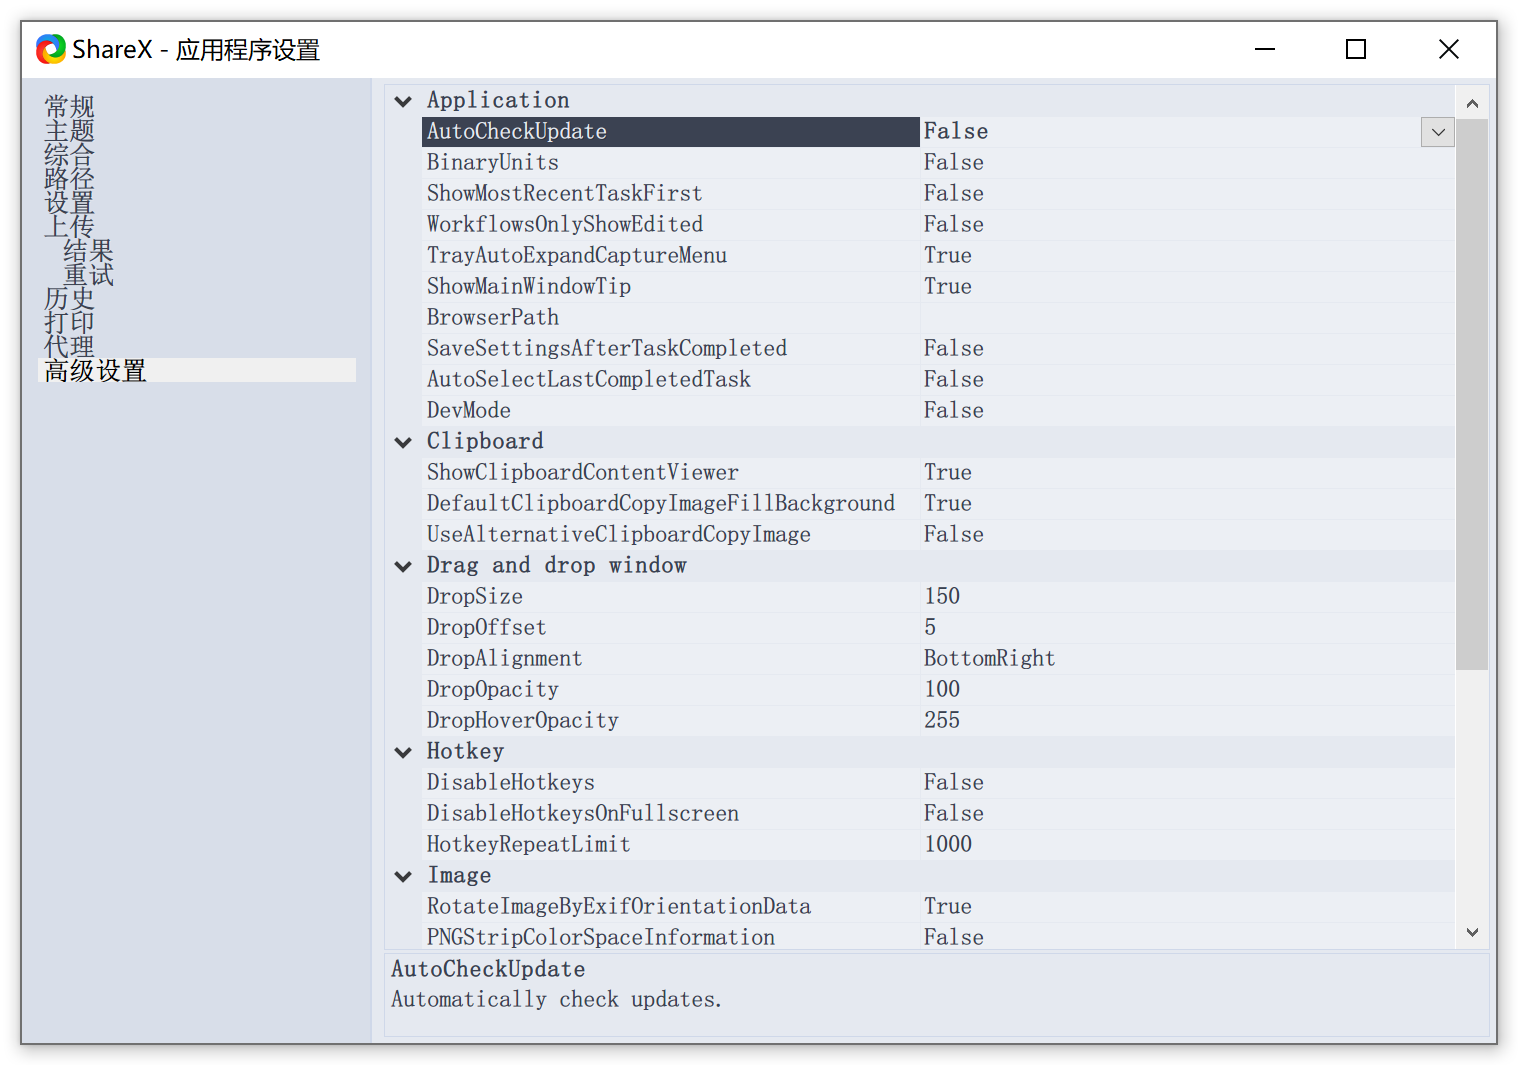 ShareX - 应用程序设置
常规
主题
综合
路径
设置
上传
结果
重试
历史
打印
代理
高级设置
Application
AutoCheckUpdate False
BinaryUnits False
ShowMostRecentTaskFirst False
WorkflowsOnlyShowEdited False
TrayAutoExpandCaptureMenu True
ShowMainWindowTip True
BrowserPath
SaveSettingsAfterTaskCompleted False
AutoSelectLastCompletedTask False
DevMode False
Clipboard
ShowClipboardContentViewer True
DefaultClipboardCopyImageFillBackground True
UseAlternativeClipboardCopyImage False
Drag and drop window
DropSize 150
DropOffset 5
DropAlignment BottomRight
DropOpacity 100
DropHoverOpacity 255
Hotkey
DisableHotkeys False
DisableHotkeysOnFullscreen False
HotkeyRepeatLimit 1000
Image
RotateImageByExifOrientationData True
PNGStripColorSpaceInformation False
AutoCheckUpdate
Automatically check updates.